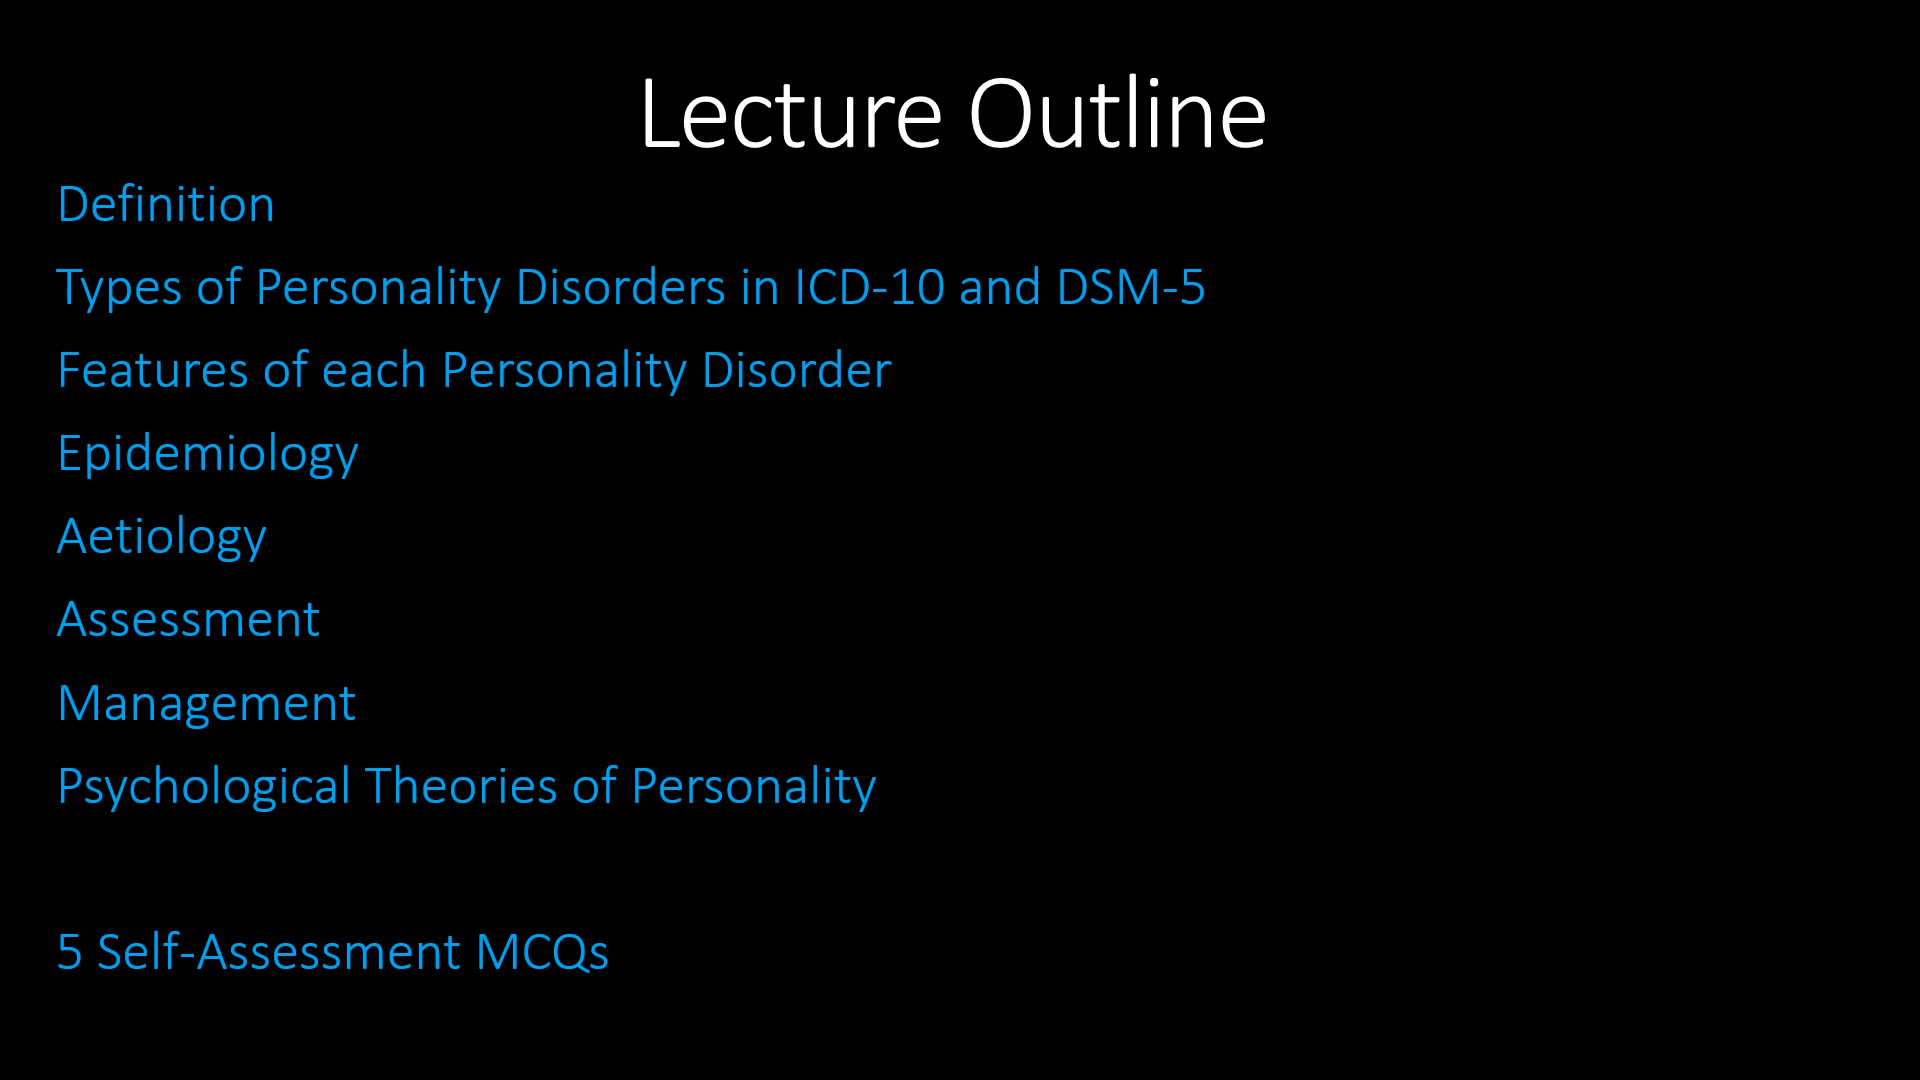 Lecture Outline
Definition
Types of Personality Disorders in ICD-10 and DSM-5
Features of each Personality Disorder
Epidemiology
Aetiology
Assessment
Management
Psychological Theories of Personality
5 Self-Assessment MCQs